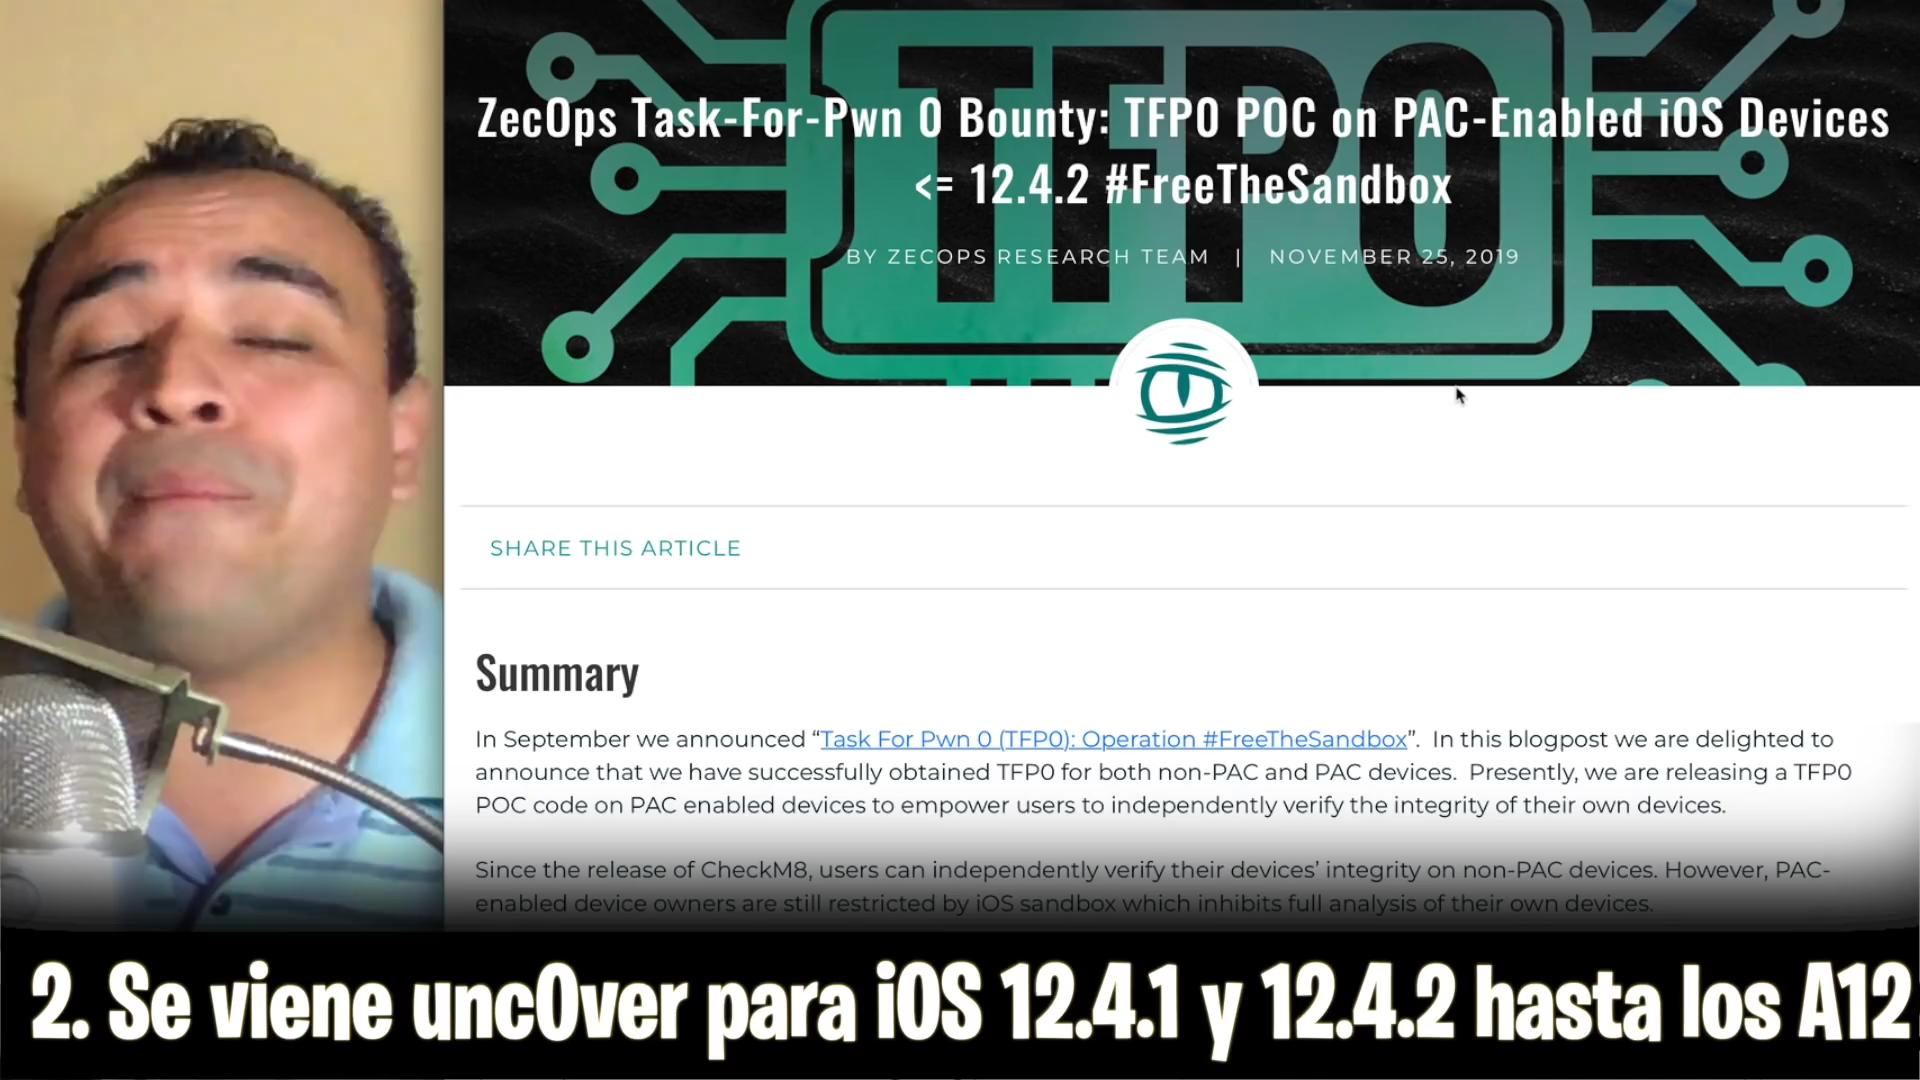 TFP0
ZecOps Task-For-Pwn 0 Bounty: TFP0 POC on PAC-Enabled iOS Devices
<= 12.4.2 #FreeTheSandbox
BY ZECOPS RESEARCH TEAM | NOVEMBER 25, 2019
SHARE THIS ARTICLE
Summary
In September we announced “Task For Pwn 0 (TFP0): Operation #FreeTheSandbox”. In this blogpost we are delighted to
announce that we have successfully obtained TFP0 for both non-PAC and PAC devices. Presently, we are releasing a TFP0
POC code on PAC enabled devices to empower users to independently verify the integrity of their own devices.
Since the release of CheckM8, users can independently verify their devices’ integrity on non-PAC devices. However, PAC-
enabled device owners are still restricted by iOS sandbox which inhibits full analysis of their own devices.
2. Se viene unc0ver para iOS 12.4.1 y 12.4.2 hasta los A12